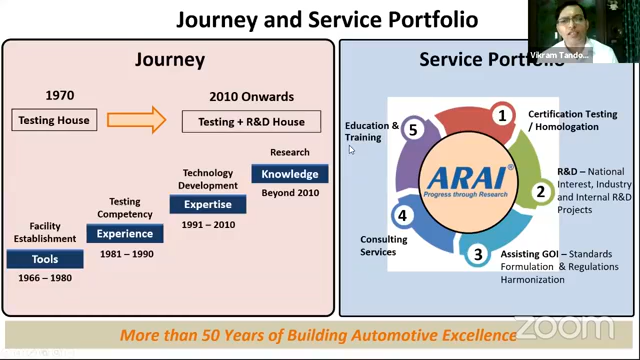 Journey and Service Portfolio
Vikram Tando...
Journey
1970
Testing House
2010 Onwards
Testing + R&D House
Facility
Establishment
Tools
1966 - 1980
Testing
Competency
Experience
1981 - 1990
Technology
Development
Expertise
1991 - 2010
Research
Knowledge
Beyond 2010
Service Portfolio
1
Certification Testing
/ Homologation
2
R&D – National
Interest, Industry
and Internal R&D
Projects
3
Assisting GOI – Standards
Formulation & Regulations
Harmonization
4
Consulting
Services
5
Education &
Training
ARAI®
Progress through Research
More than 50 Years of Building Automotive Excellence
zoom